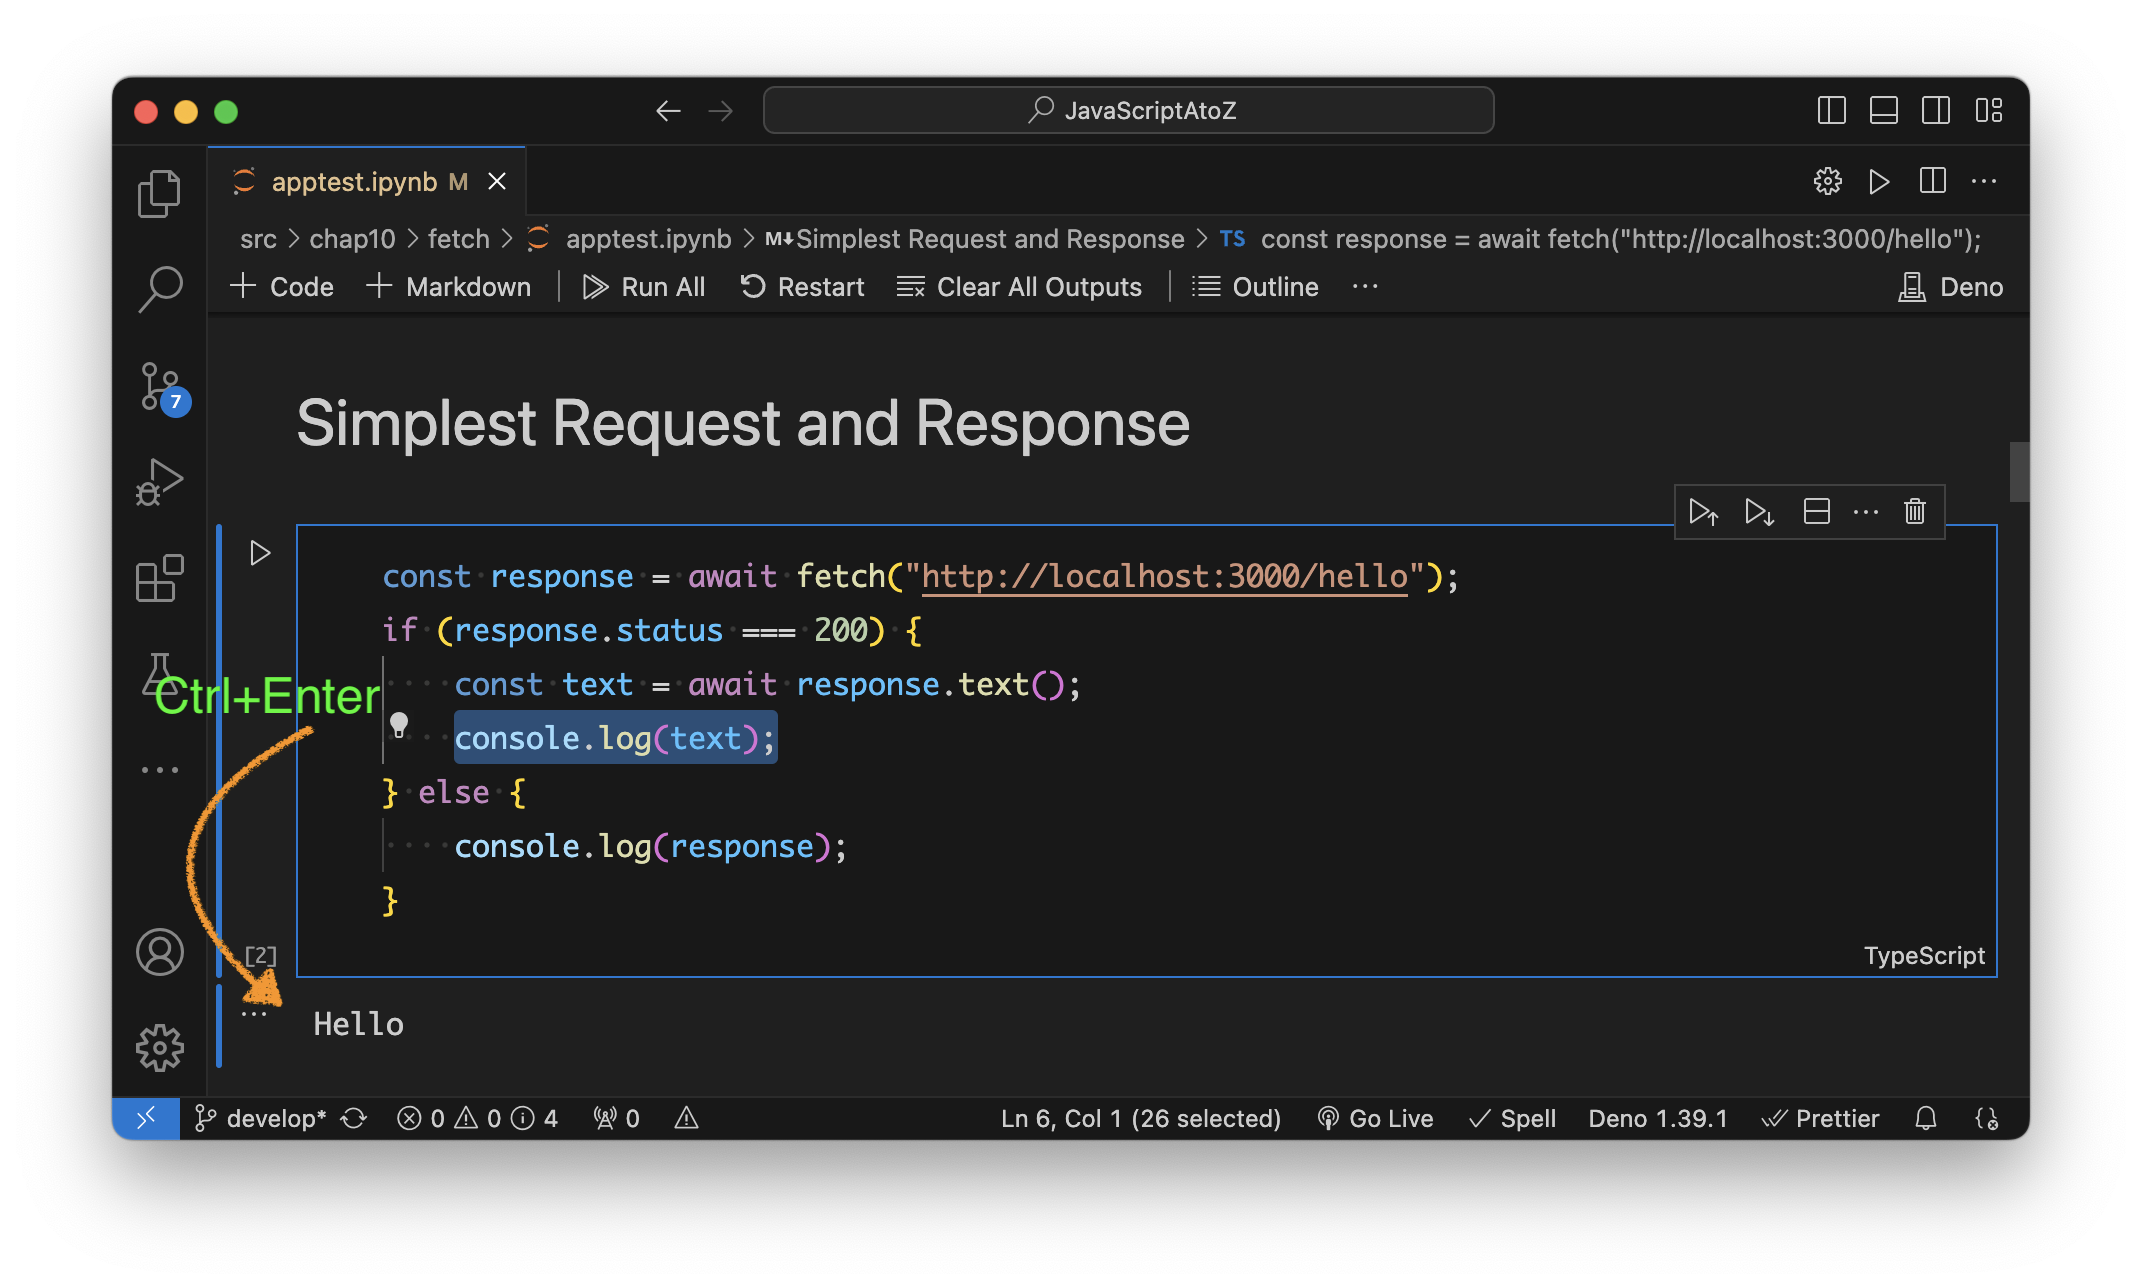 JavaScriptAtoZ
apptest.ipynb M
src > chap10 > fetch > apptest.ipynb > M↓Simplest Request and Response > TS const response = await fetch("http://localhost:3000/hello");
+ Code + Markdown | Run All Restart Clear All Outputs | Outline ··· Deno
7
Simplest Request and Response
const response = await fetch("http://localhost:3000/hello");
if (response.status === 200) {
    const text = await response.text();
Ctrl+Enter
    console.log(text);
} else {
    console.log(response);
}
[2]
TypeScript
Hello
develop* 0 0 4 0 Ln 6, Col 1 (26 selected) Go Live Spell Deno 1.39.1 Prettier